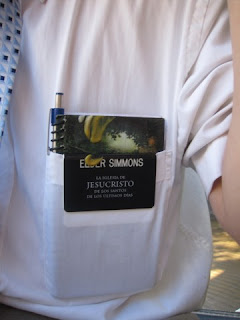 ELDER SIMMONS
LA IGLESIA DE
JESUCRISTO
DE LOS SANTOS
DE LOS ÚLTIMOS DÍAS